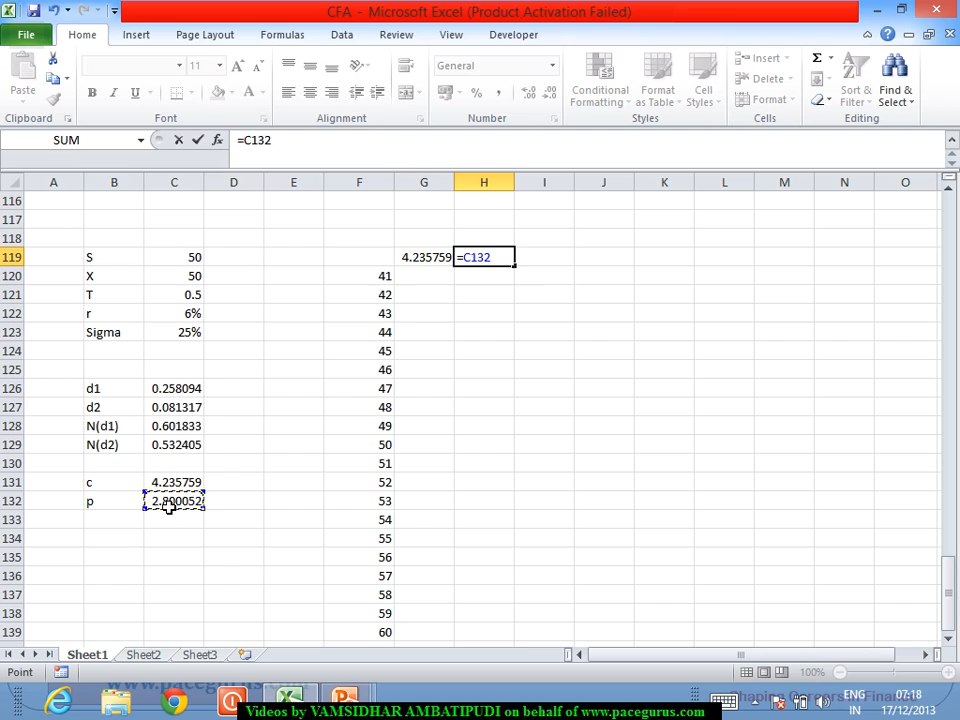 CFA - Microsoft Excel (Product Activation Failed)
File Home Insert Page Layout Formulas Data Review View Developer
Paste 11 General Conditional Formatting Format as Table Cell Styles Insert Delete Format Sort & Filter Find & Select
Clipboard Font Alignment Number Styles Cells Editing
SUM =C132
A B C D E F G H I J K L M N O
116
117
118
119 S 50 4.235759 =C132
120 X 50 41
121 T 0.5 42
122 r 6% 43
123 Sigma 25% 44
124 45
125 46
126 d1 0.258094 47
127 d2 0.081317 48
128 N(d1) 0.601833 49
129 N(d2) 0.532405 50
130 51
131 c 4.235759 52
132 p 2.800052 53
133 54
134 55
135 56
136 57
137 58
138 59
139 60
Sheet1 Sheet2 Sheet3
Point 100%
www.pacegurus.com
ENG 07:18
IN 17/12/2013
Videos by VAMSIDHAR AMBATIPUDI on behalf of www.pacegurus.com